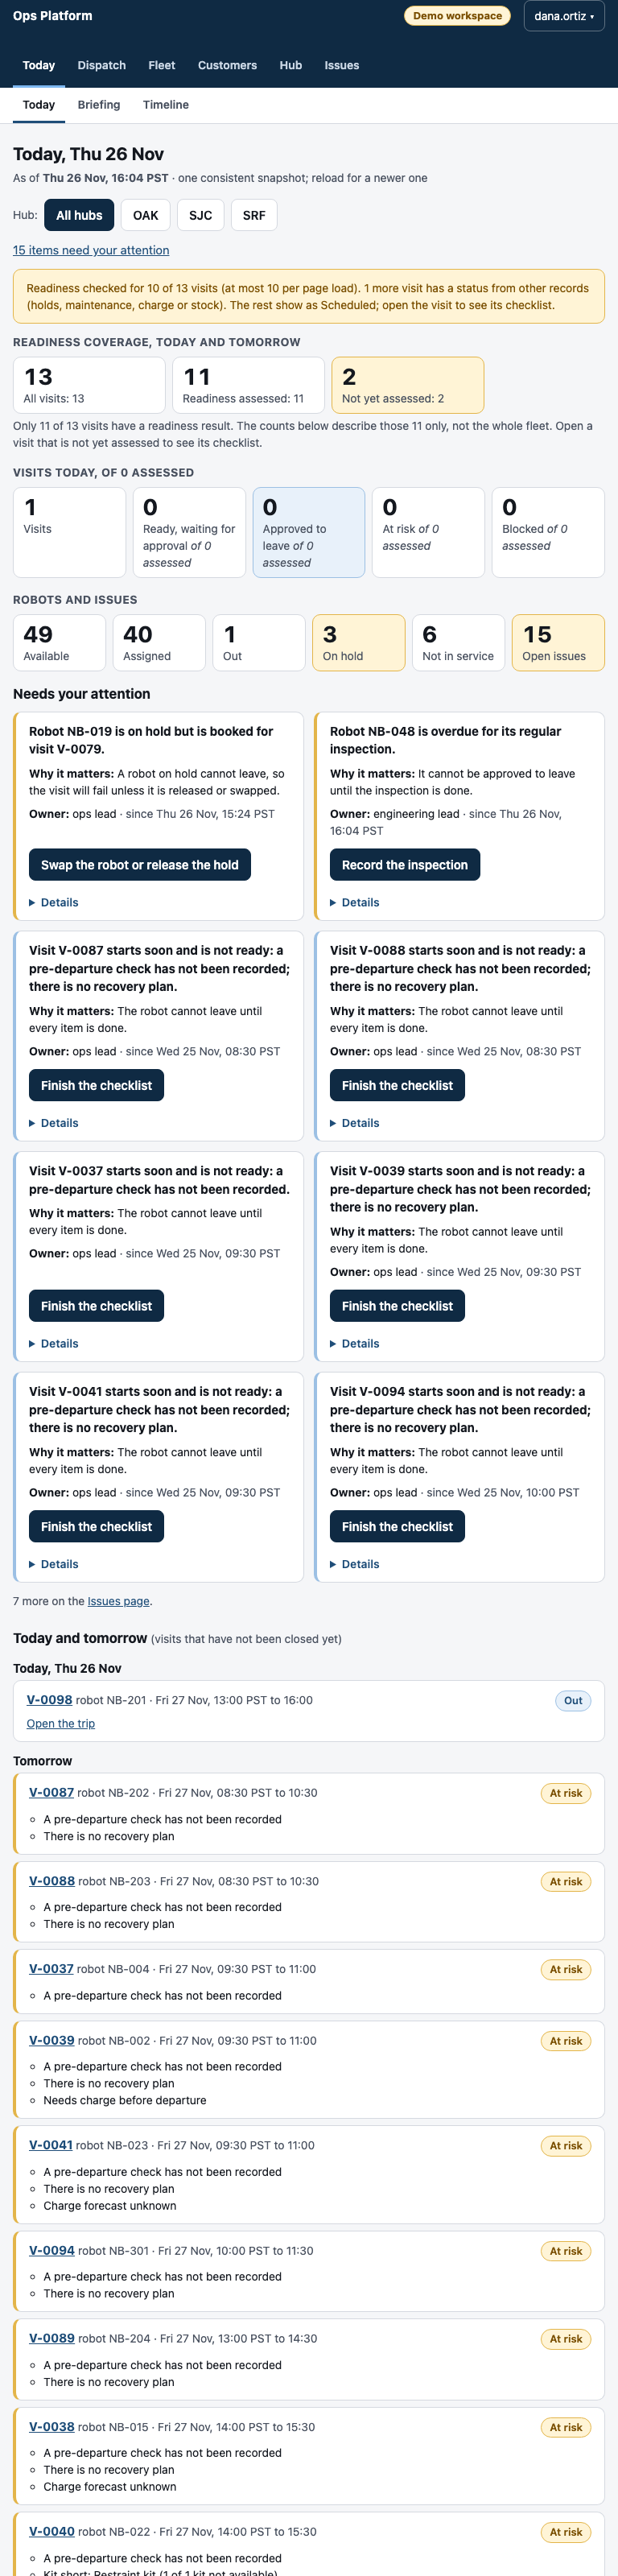 Ops Platform
Demo workspace
dana.ortiz ▾
Today Dispatch Fleet Customers Hub Issues
Today Briefing Timeline
Today, Thu 26 Nov
As of Thu 26 Nov, 16:04 PST · one consistent snapshot; reload for a newer one
Hub: All hubs OAK SJC SRF
15 items need your attention
Readiness checked for 10 of 13 visits (at most 10 per page load). 1 more visit has a status from other records
(holds, maintenance, charge or stock). The rest show as Scheduled; open the visit to see its checklist.
READINESS COVERAGE, TODAY AND TOMORROW
13
All visits: 13
11
Readiness assessed: 11
2
Not yet assessed: 2
Only 11 of 13 visits have a readiness result. The counts below describe those 11 only, not the whole fleet. Open a
visit that is not yet assessed to see its checklist.
VISITS TODAY, OF 0 ASSESSED
1
Visits
0
Ready, waiting for
approval of 0
assessed
0
Approved to
leave of 0
assessed
0
At risk of 0
assessed
0
Blocked of 0
assessed
ROBOTS AND ISSUES
49
Available
40
Assigned
1
Out
3
On hold
6
Not in service
15
Open issues
Needs your attention
Robot NB-019 is on hold but is booked for
visit V-0079.
Why it matters: A robot on hold cannot leave, so
the visit will fail unless it is released or swapped.
Owner: ops lead · since Thu 26 Nov, 15:24 PST
Swap the robot or release the hold
▶ Details
Robot NB-048 is overdue for its regular
inspection.
Why it matters: It cannot be approved to leave
until the inspection is done.
Owner: engineering lead · since Thu 26 Nov,
16:04 PST
Record the inspection
▶ Details
Visit V-0087 starts soon and is not ready: a
pre-departure check has not been recorded;
there is no recovery plan.
Why it matters: The robot cannot leave until
every item is done.
Owner: ops lead · since Wed 25 Nov, 08:30 PST
Finish the checklist
▶ Details
Visit V-0088 starts soon and is not ready: a
pre-departure check has not been recorded;
there is no recovery plan.
Why it matters: The robot cannot leave until
every item is done.
Owner: ops lead · since Wed 25 Nov, 08:30 PST
Finish the checklist
▶ Details
Visit V-0037 starts soon and is not ready: a
pre-departure check has not been recorded.
Why it matters: The robot cannot leave until
every item is done.
Owner: ops lead · since Wed 25 Nov, 09:30 PST
Finish the checklist
▶ Details
Visit V-0039 starts soon and is not ready: a
pre-departure check has not been recorded;
there is no recovery plan.
Why it matters: The robot cannot leave until
every item is done.
Owner: ops lead · since Wed 25 Nov, 09:30 PST
Finish the checklist
▶ Details
Visit V-0041 starts soon and is not ready: a
pre-departure check has not been recorded;
there is no recovery plan.
Why it matters: The robot cannot leave until
every item is done.
Owner: ops lead · since Wed 25 Nov, 09:30 PST
Finish the checklist
▶ Details
Visit V-0094 starts soon and is not ready: a
pre-departure check has not been recorded;
there is no recovery plan.
Why it matters: The robot cannot leave until
every item is done.
Owner: ops lead · since Wed 25 Nov, 10:00 PST
Finish the checklist
▶ Details
7 more on the Issues page.
Today and tomorrow (visits that have not been closed yet)
Today, Thu 26 Nov
V-0098 robot NB-201 · Fri 27 Nov, 13:00 PST to 16:00 Out
Open the trip
Tomorrow
V-0087 robot NB-202 · Fri 27 Nov, 08:30 PST to 10:30 At risk
A pre-departure check has not been recorded
There is no recovery plan
V-0088 robot NB-203 · Fri 27 Nov, 08:30 PST to 10:30 At risk
A pre-departure check has not been recorded
There is no recovery plan
V-0037 robot NB-004 · Fri 27 Nov, 09:30 PST to 11:00 At risk
A pre-departure check has not been recorded
V-0039 robot NB-002 · Fri 27 Nov, 09:30 PST to 11:00 At risk
A pre-departure check has not been recorded
There is no recovery plan
Needs charge before departure
V-0041 robot NB-023 · Fri 27 Nov, 09:30 PST to 11:00 At risk
A pre-departure check has not been recorded
There is no recovery plan
Charge forecast unknown
V-0094 robot NB-301 · Fri 27 Nov, 10:00 PST to 11:30 At risk
A pre-departure check has not been recorded
There is no recovery plan
V-0089 robot NB-204 · Fri 27 Nov, 13:00 PST to 14:30 At risk
A pre-departure check has not been recorded
There is no recovery plan
V-0038 robot NB-015 · Fri 27 Nov, 14:00 PST to 15:30 At risk
A pre-departure check has not been recorded
There is no recovery plan
Charge forecast unknown
V-0040 robot NB-022 · Fri 27 Nov, 14:00 PST to 15:30 At risk
A pre-departure check has not been recorded
Kit short: Restraint kit (1 of 1 kit not available)